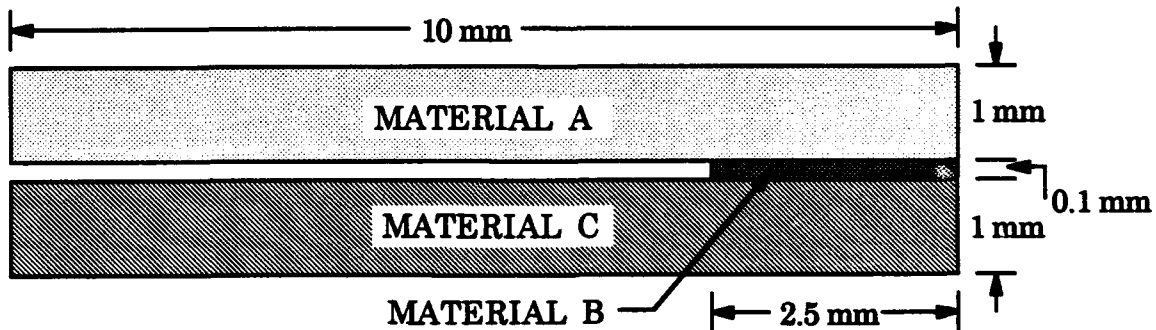 10 mm
MATERIAL A
1 mm
0.1 mm
MATERIAL C
1 mm
MATERIAL B
2.5 mm